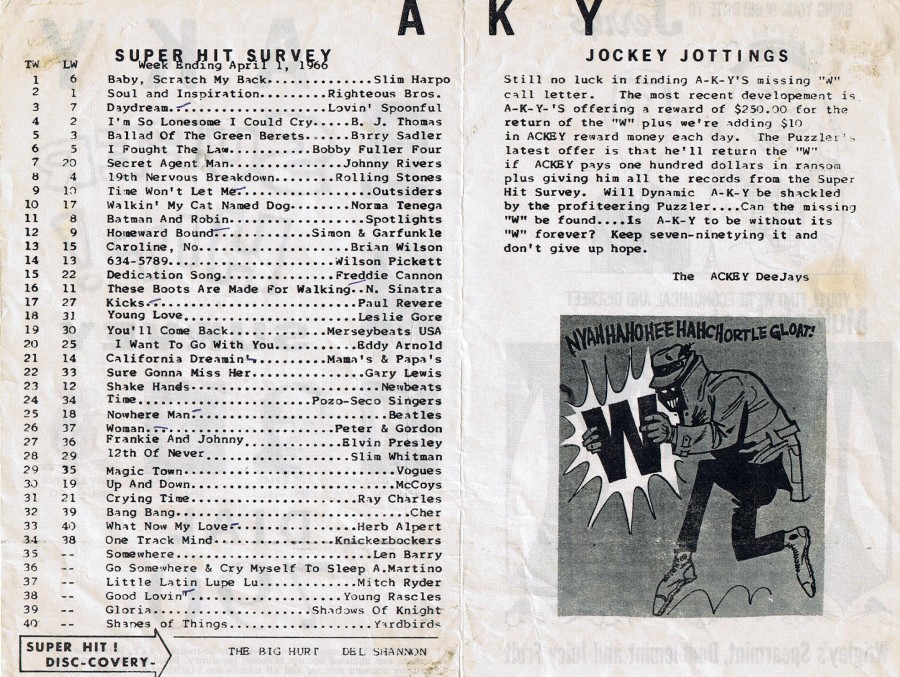 A K Y
SUPER HIT SURVEY
Week Ending April 1, 1966
TW LW
1 6 Baby, Scratch My Back.............Slim Harpo
2 1 Soul and Inspiration..........Righteous Bros.
3 7 Daydream....................Lovin' Spoonful
4 2 I'm So Lonesome I Could Cry.....B. J. Thomas
5 3 Ballad Of The Green Berets......Barry Sadler
6 5 I Fought The Law..........Bobby Fuller Four
7 20 Secret Agent Man..............Johnny Rivers
8 4 19th Nervous Breakdown.......Rolling Stones
9 10 Time Won't Let Me.................Outsiders
10 17 Walkin' My Cat Named Dog.......Norma Tenega
11 8 Batman And Robin.................Spotlights
12 9 Homeward Bound...........Simon & Garfunkle
13 15 Caroline, No...................Brian Wilson
14 13 634-5789.....................Wilson Pickett
15 22 Dedication Song..............Freddie Cannon
16 11 These Boots Are Made For Walking..N. Sinatra
17 27 Kicks..........................Paul Revere
18 31 Young Love.....................Leslie Gore
19 30 You'll Come Back............Merseybeats USA
20 25 I Want To Go With You..........Eddy Arnold
21 14 California Dreamin..........Mama's & Papa's
22 33 Sure Gonna Miss Her..............Gary Lewis
23 12 Shake Hands........................Newbeats
24 34 Time....................Pozo-Seco Singers
25 18 Nowhere Man.........................Beatles
26 37 Woman.......................Peter & Gordon
27 36 Frankie And Johnny............Elvin Presley
28 29 12th Of Never..................Slim Whitman
29 35 Magic Town...........................Vogues
30 19 Up And Down..........................McCoys
31 21 Crying Time.....................Ray Charles
32 39 Bang Bang..............................Cher
33 40 What Now My Love................Herb Alpert
34 38 One Track Mind...............Knickerbockers
35 -- Somewhere.........................Len Barry
36 -- Go Somewhere & Cry Myself To Sleep A.Martino
37 -- Little Latin Lupe Lu............Mitch Ryder
38 -- Good Lovin'...................Young Rascles
39 -- Gloria....................Shadows Of Knight
40 -- Shapes of Things..................Yardbirds
SUPER HIT!
DISC-COVERY-
THE BIG HURT DEL SHANNON
JOCKEY JOTTINGS
Still no luck in finding A-K-Y'S missing "W"
call letter. The most recent developement is
A-K-Y-'S offering a reward of $250.00 for the
return of the "W" plus we're adding $10
in ACKEY reward money each day. The Puzzler's
latest offer is that he'll return the "W"
if ACKEY pays one hundred dollars in ransom
plus giving him all the records from the Super
Hit Survey. Will Dynamic A-K-Y be shackled
by the profiteering Puzzler....Can the missing
"W" be found....Is A-K-Y to be without its
"W" forever? Keep seven-ninetying it and
don't give up hope.
The ACKEY DeeJays
NYAHHAHOHEEHAHCHORTLE GLOAT!
W